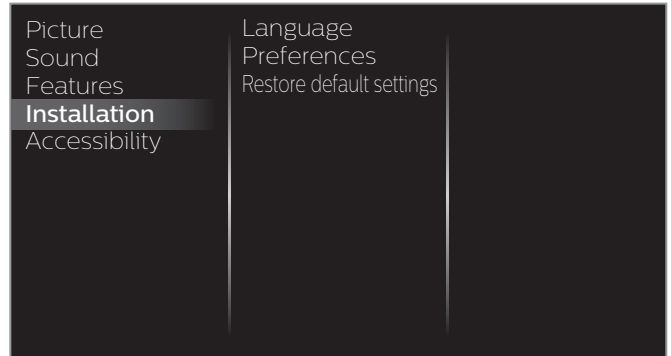 Picture
Sound
Features
Installation
Accessibility
Language
Preferences
Restore default settings